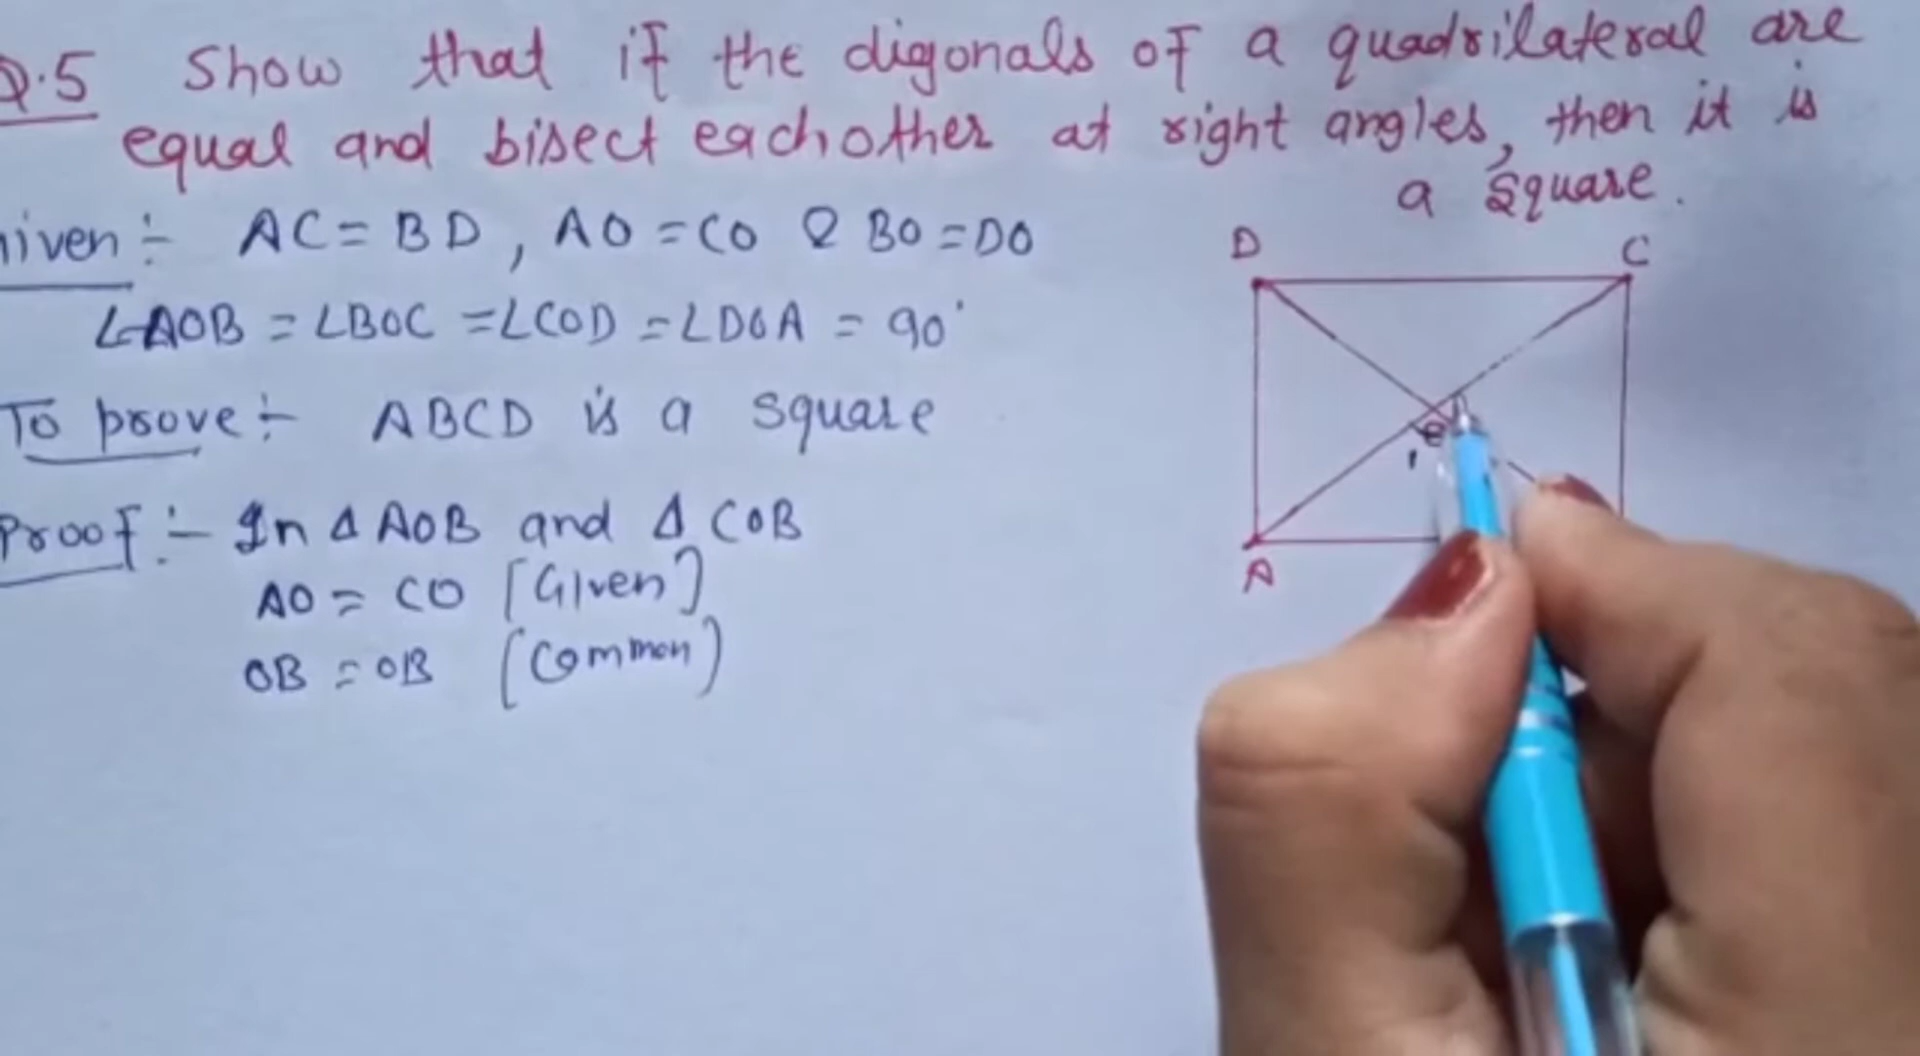 Q.5 Show that if the digonals of a quadrilateral are
equal and bisect eachother at right angles, then it is
a square.
Given :- AC = BD, AO = CO & BO = DO
∠AOB = ∠BOC = ∠COD = ∠DOA = 90°
To prove :- ABCD is a square
Proof :- In Δ AOB and Δ COB
AO = CO [Given]
OB = OB [Common]
D C
A